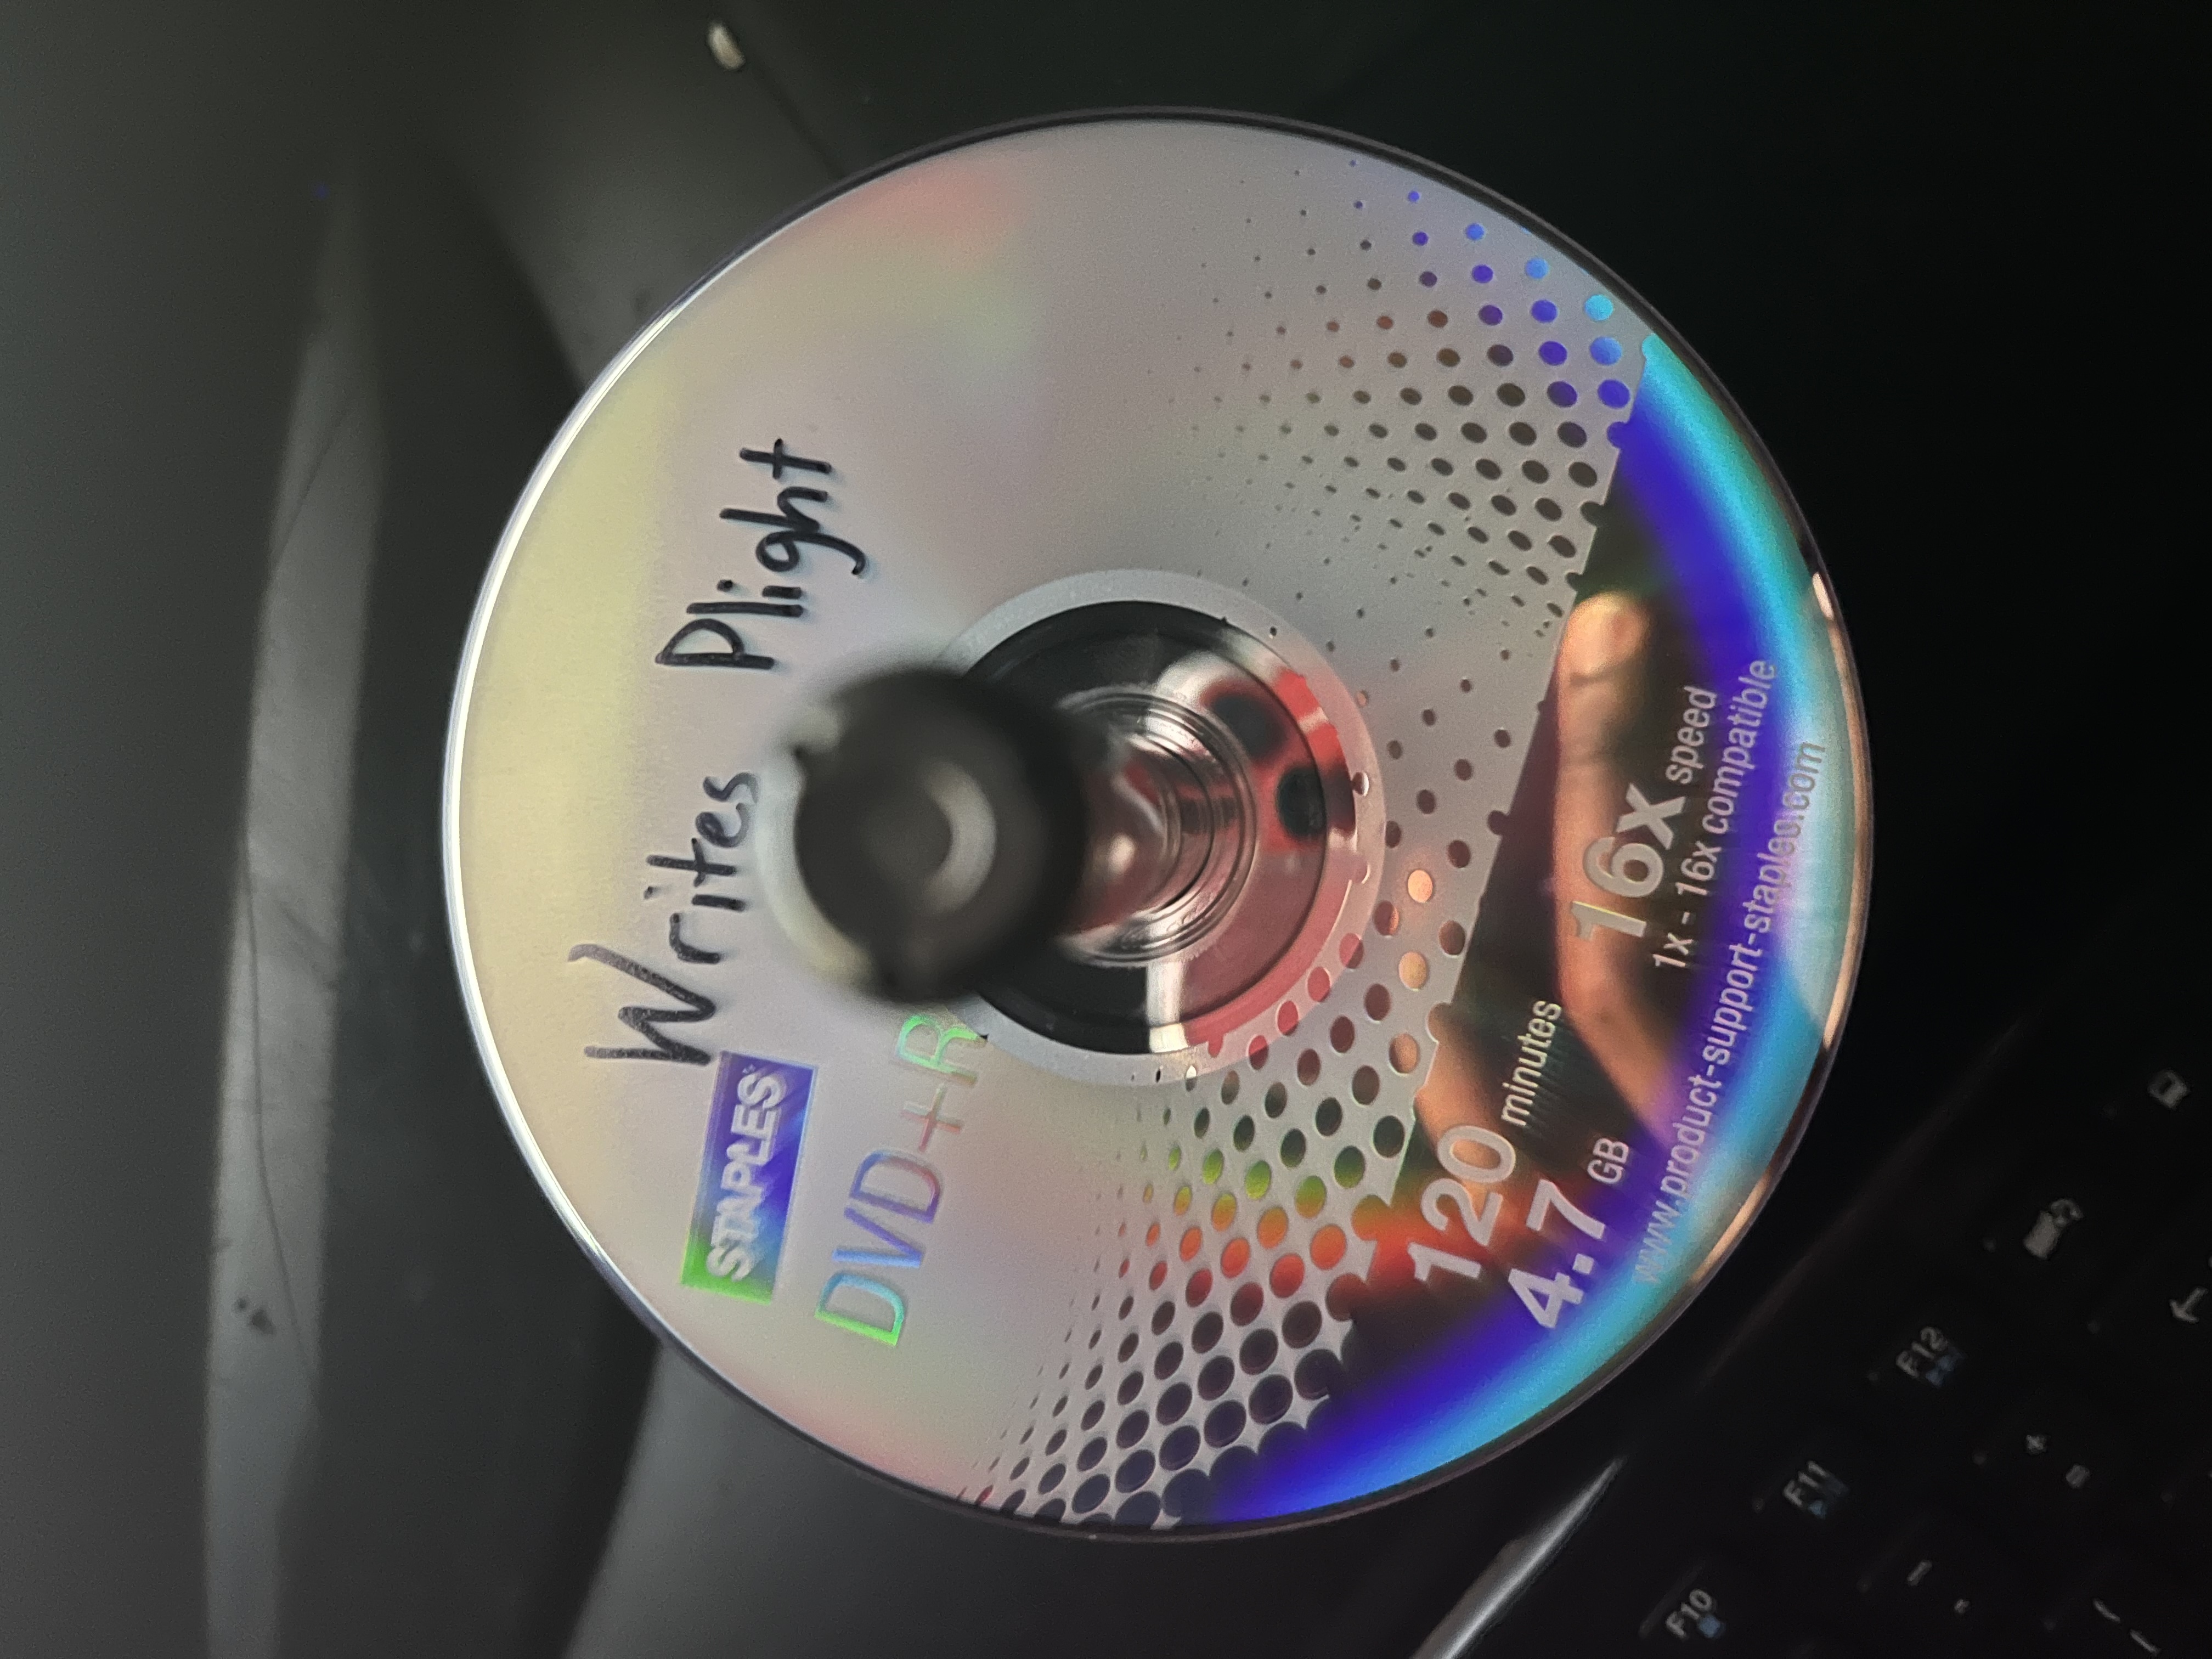 Writes Plight
STAPLES
DVD+R
120 minutes
4.7 GB
16x speed
1x - 16x compatible
www.product-support-staples.com
F10
F11
F12